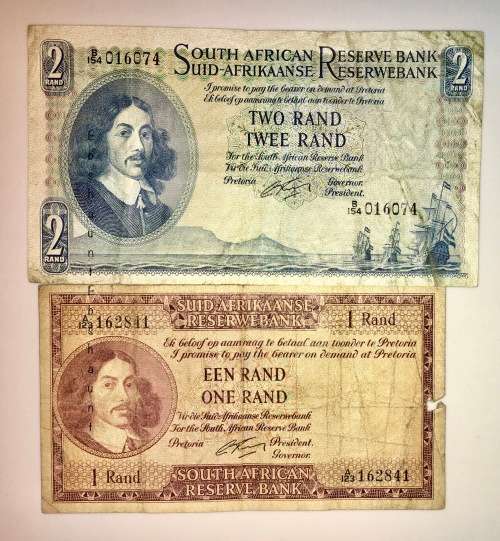 2
RAND
B/154 016074
SOUTH AFRICAN RESERVE BANK
SUID-AFRIKAANSE RESERWEBANK
2
RAND
I promise to pay the bearer on demand at Pretoria
Ek beloof op aanvraag te betaal aan toonder te Pretoria
TWO RAND
TWEE RAND
For the South African Reserve Bank
Vir die Suid-Afrikaanse Reserwebank
Pretoria
Governor.
President.
B/154 016074
2
RAND
SUID-AFRIKAANSE
RESERWEBANK
A/123 162841
1 Rand
Ek beloof op aanvraag te betaal aan toonder te Pretoria
I promise to pay the bearer on demand at Pretoria
EEN RAND
ONE RAND
Vir die Suid-Afrikaanse Reserwebank
For the South African Reserve Bank
Pretoria
President.
Governor.
1 Rand
A/123 162841
SOUTH AFRICAN
RESERVE BANK